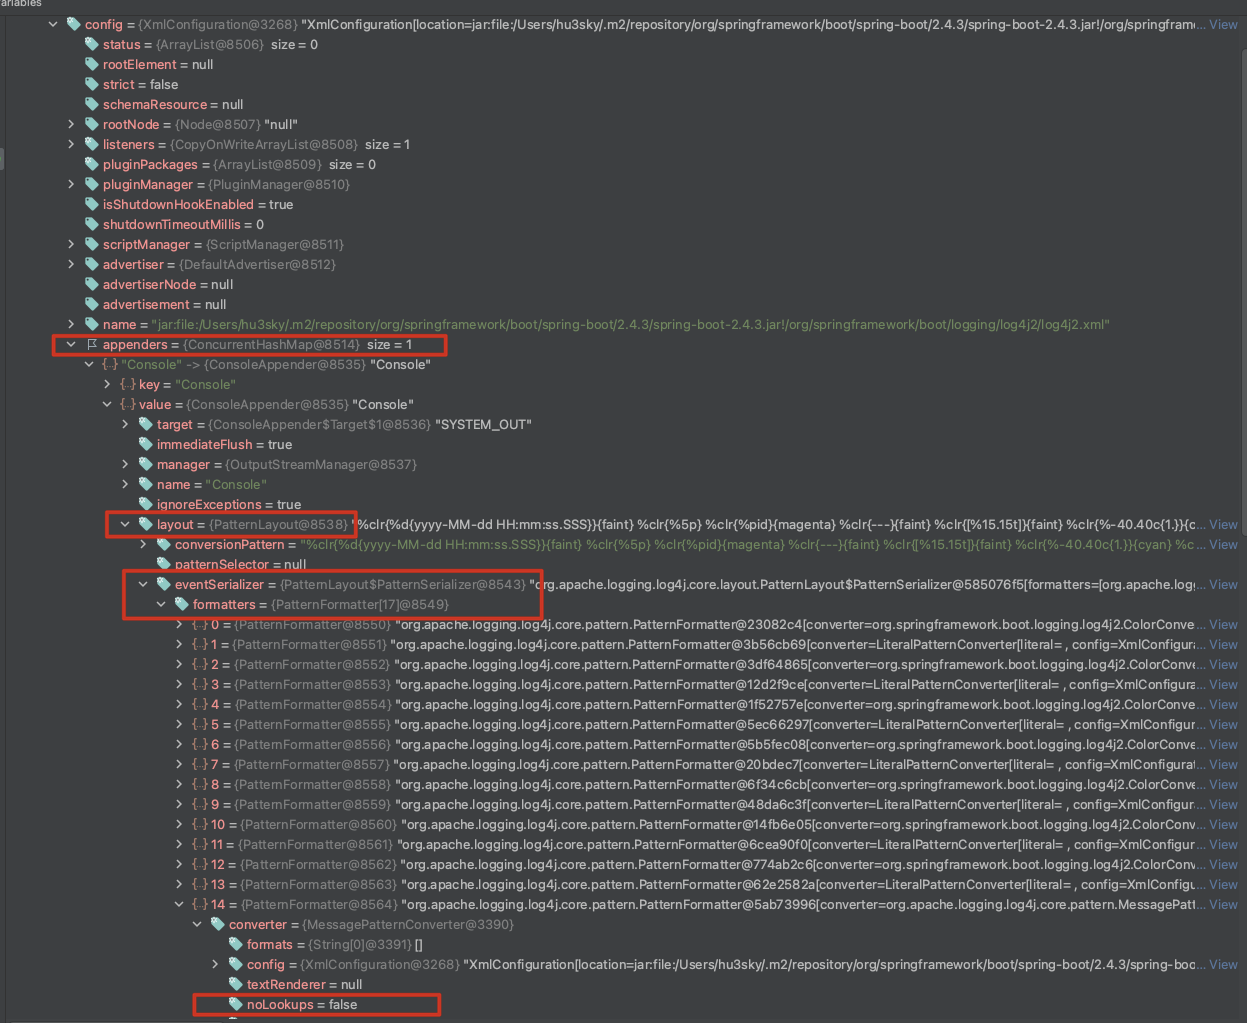 ariables
config = {XmlConfiguration@3268} "XmlConfiguration[location=jar:file:/Users/hu3sky/.m2/repository/org/springframework/boot/spring-boot/2.4.3/spring-boot-2.4.3.jar!/org/springfram... View
status = {ArrayList@8506} size = 0
rootElement = null
strict = false
schemaResource = null
rootNode = {Node@8507} "null"
listeners = {CopyOnWriteArrayList@8508} size = 1
pluginPackages = {ArrayList@8509} size = 0
pluginManager = {PluginManager@8510}
isShutdownHookEnabled = true
shutdownTimeoutMillis = 0
scriptManager = {ScriptManager@8511}
advertiser = {DefaultAdvertiser@8512}
advertiserNode = null
advertisement = null
name = "jar:file:/Users/hu3sky/.m2/repository/org/springframework/boot/spring-boot/2.4.3/spring-boot-2.4.3.jar!/org/springframework/boot/logging/log4j2/log4j2.xml"
appenders = {ConcurrentHashMap@8514} size = 1
{...} "Console" -> {ConsoleAppender@8535} "Console"
{...} key = "Console"
{...} value = {ConsoleAppender@8535} "Console"
target = {ConsoleAppender$Target$1@8536} "SYSTEM_OUT"
immediateFlush = true
manager = {OutputStreamManager@8537}
name = "Console"
ignoreExceptions = true
layout = {PatternLayout@8538} "%clr{%d{yyyy-MM-dd HH:mm:ss.SSS}}{faint} %clr{%5p} %clr{%pid}{magenta} %clr{---}{faint} %clr{[%15.15t]}{faint} %clr{%-40.40c{1.}}{c... View
conversionPattern = "%clr{%d{yyyy-MM-dd HH:mm:ss.SSS}}{faint} %clr{%5p} %clr{%pid}{magenta} %clr{---}{faint} %clr{[%15.15t]}{faint} %clr{%-40.40c{1.}}{cyan} %c... View
patternSelector = null
eventSerializer = {PatternLayout$PatternSerializer@8543} "org.apache.logging.log4j.core.layout.PatternLayout$PatternSerializer@585076f5[formatters=[org.apache.log... View
formatters = {PatternFormatter[17]@8549}
{...} 0 = {PatternFormatter@8550} "org.apache.logging.log4j.core.pattern.PatternFormatter@23082c4[converter=org.springframework.boot.logging.log4j2.ColorConve... View
{...} 1 = {PatternFormatter@8551} "org.apache.logging.log4j.core.pattern.PatternFormatter@3b56cb69[converter=LiteralPatternConverter[literal= , config=XmlConfigura... View
{...} 2 = {PatternFormatter@8552} "org.apache.logging.log4j.core.pattern.PatternFormatter@3df64865[converter=org.springframework.boot.logging.log4j2.ColorConve... View
{...} 3 = {PatternFormatter@8553} "org.apache.logging.log4j.core.pattern.PatternFormatter@12d2f9ce[converter=LiteralPatternConverter[literal= , config=XmlConfigura... View
{...} 4 = {PatternFormatter@8554} "org.apache.logging.log4j.core.pattern.PatternFormatter@1f52757e[converter=org.springframework.boot.logging.log4j2.ColorConve... View
{...} 5 = {PatternFormatter@8555} "org.apache.logging.log4j.core.pattern.PatternFormatter@5ec66297[converter=LiteralPatternConverter[literal= , config=XmlConfigur... View
{...} 6 = {PatternFormatter@8556} "org.apache.logging.log4j.core.pattern.PatternFormatter@5b5fec08[converter=org.springframework.boot.logging.log4j2.ColorConve... View
{...} 7 = {PatternFormatter@8557} "org.apache.logging.log4j.core.pattern.PatternFormatter@20bdec7[converter=LiteralPatternConverter[literal= , config=XmlConfigurat... View
{...} 8 = {PatternFormatter@8558} "org.apache.logging.log4j.core.pattern.PatternFormatter@6f34c6cb[converter=org.springframework.boot.logging.log4j2.ColorConve... View
{...} 9 = {PatternFormatter@8559} "org.apache.logging.log4j.core.pattern.PatternFormatter@48da6c3f[converter=LiteralPatternConverter[literal= , config=XmlConfigur... View
{...} 10 = {PatternFormatter@8560} "org.apache.logging.log4j.core.pattern.PatternFormatter@14fb6e05[converter=org.springframework.boot.logging.log4j2.ColorConv... View
{...} 11 = {PatternFormatter@8561} "org.apache.logging.log4j.core.pattern.PatternFormatter@6cea90f0[converter=LiteralPatternConverter[literal= , config=XmlConfigu... View
{...} 12 = {PatternFormatter@8562} "org.apache.logging.log4j.core.pattern.PatternFormatter@774ab2c6[converter=org.springframework.boot.logging.log4j2.ColorConv... View
{...} 13 = {PatternFormatter@8563} "org.apache.logging.log4j.core.pattern.PatternFormatter@62e2582a[converter=LiteralPatternConverter[literal= , config=XmlConfigu... View
{...} 14 = {PatternFormatter@8564} "org.apache.logging.log4j.core.pattern.PatternFormatter@5ab73996[converter=org.apache.logging.log4j.core.pattern.MessagePatt... View
converter = {MessagePatternConverter@3390}
formats = {String[0]@3391} []
config = {XmlConfiguration@3268} "XmlConfiguration[location=jar:file:/Users/hu3sky/.m2/repository/org/springframework/boot/spring-boot/2.4.3/spring-boo... View
textRenderer = null
noLookups = false